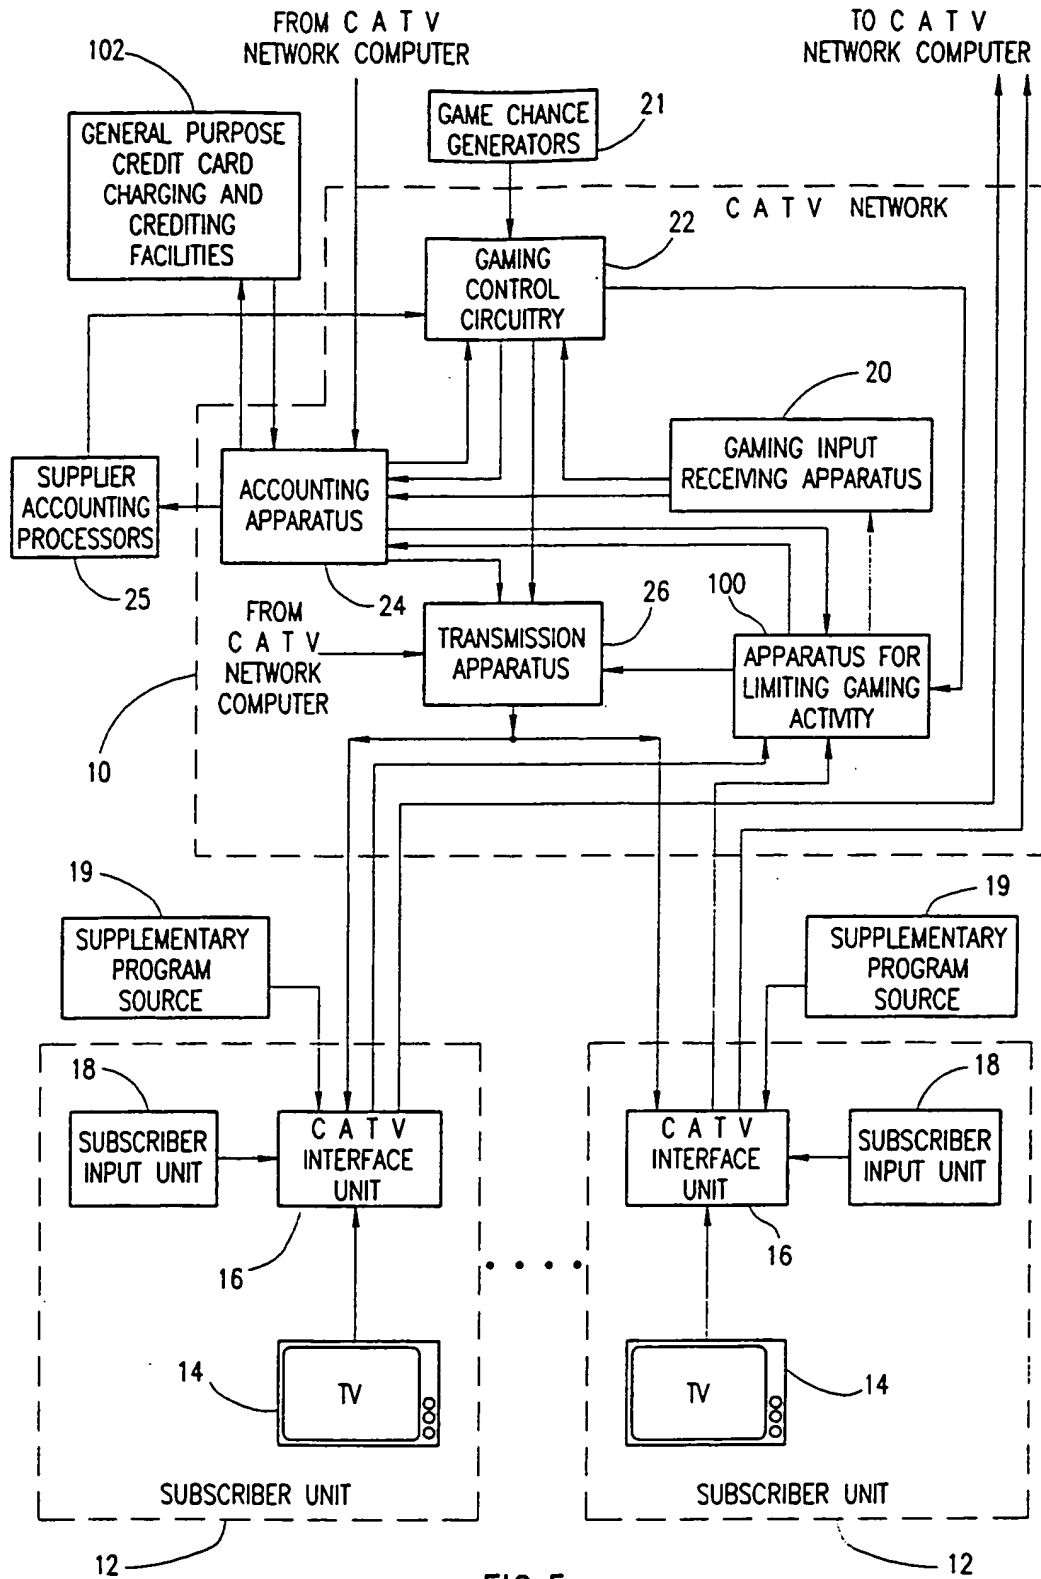 FROM C A T V
NETWORK COMPUTER
TO C A T V
NETWORK COMPUTER
102
GENERAL PURPOSE
CREDIT CARD
CHARGING AND
CREDITING
FACILITIES
GAME CHANCE
GENERATORS
21
C A T V NETWORK
22
GAMING
CONTROL
CIRCUITRY
20
GAMING INPUT
RECEIVING APPARATUS
SUPPLIER
ACCOUNTING
PROCESSORS
25
ACCOUNTING
APPARATUS
24
FROM
C A T V
NETWORK
COMPUTER
26
TRANSMISSION
APPARATUS
100
APPARATUS FOR
LIMITING GAMING
ACTIVITY
10
19
SUPPLEMENTARY
PROGRAM
SOURCE
19
SUPPLEMENTARY
PROGRAM
SOURCE
18
SUBSCRIBER
INPUT UNIT
C A T V
INTERFACE
UNIT
16
C A T V
INTERFACE
UNIT
16
18
SUBSCRIBER
INPUT UNIT
14
TV
TV
14
SUBSCRIBER UNIT
SUBSCRIBER UNIT
12
12